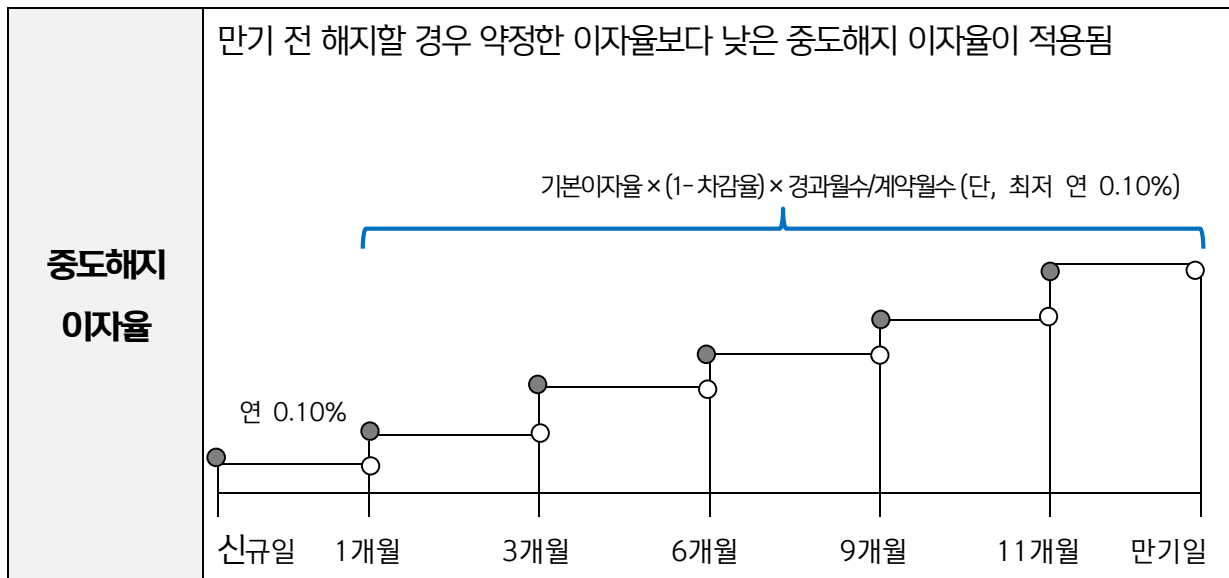 만기 전 해지할 경우 약정한 이자율보다 낮은 중도해지 이자율이 적용됨
기본이자율 × (1- 차감율) × 경과월수/계약월수 (단, 최저 연 0.10%)
중도해지
이자율
연 0.10%
신규일 1개월 3개월 6개월 9개월 11개월 만기일